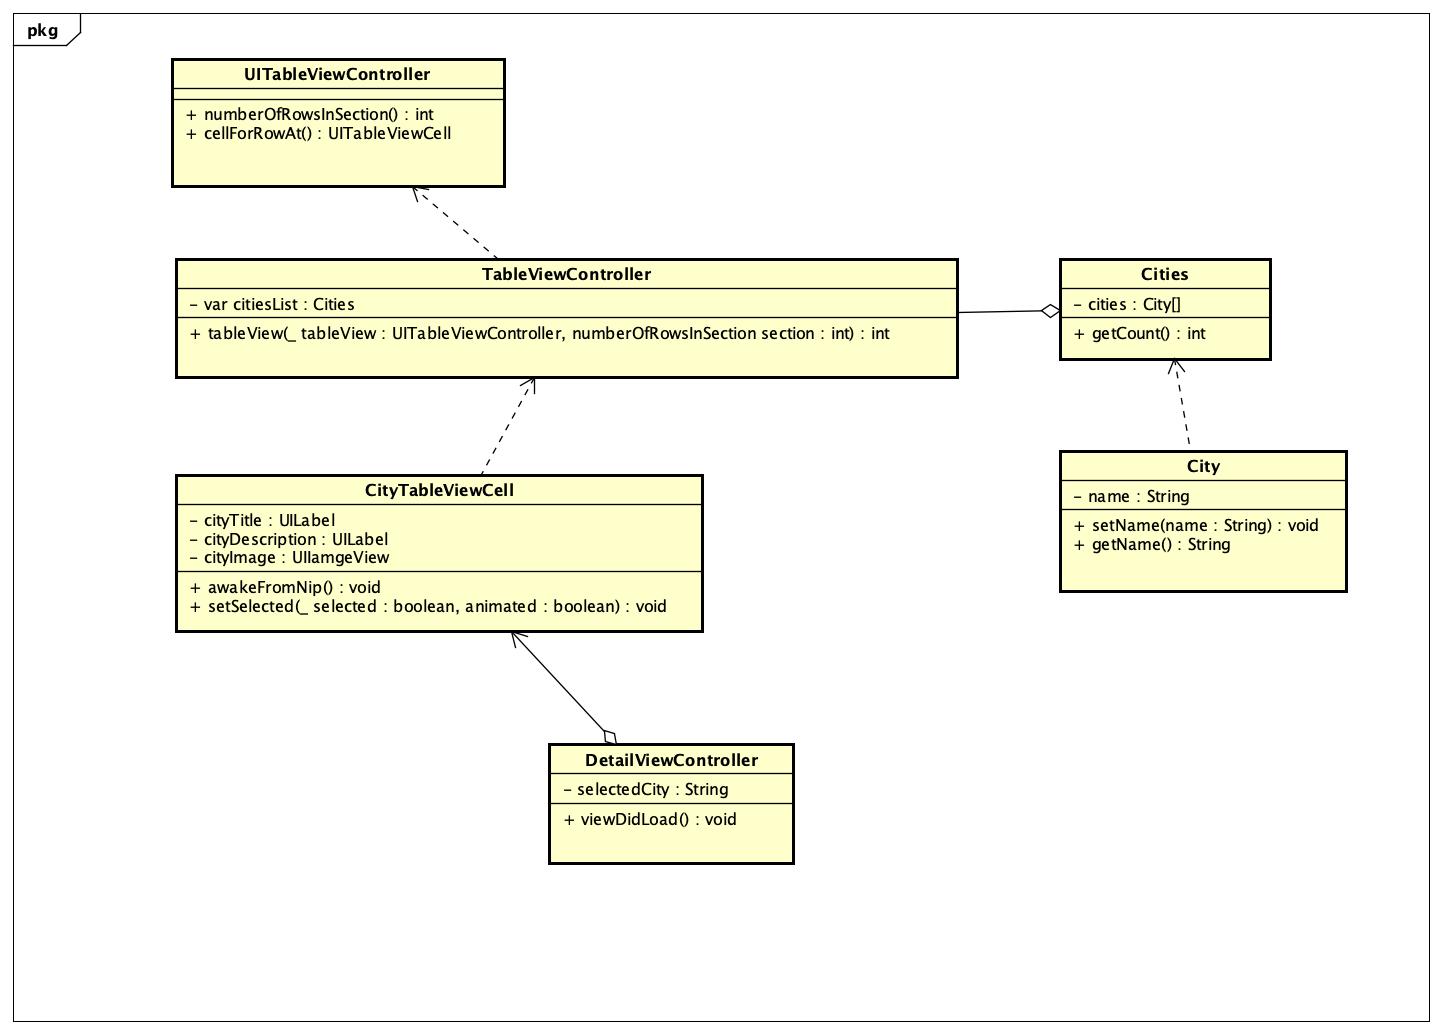 pkg
UITableViewController
+ numberOfRowsInSection() : int
+ cellForRowAt() : UITableViewCell
TableViewController
- var citiesList : Cities
+ tableView(_ tableView : UITableViewController, numberOfRowsInSection section : int) : int
Cities
- cities : City[]
+ getCount() : int
City
- name : String
+ setName(name : String) : void
+ getName() : String
CityTableViewCell
- cityTitle : UILabel
- cityDescription : UILabel
- cityImage : UIIamgeView
+ awakeFromNip() : void
+ setSelected(_ selected : boolean, animated : boolean) : void
DetailViewController
- selectedCity : String
+ viewDidLoad() : void